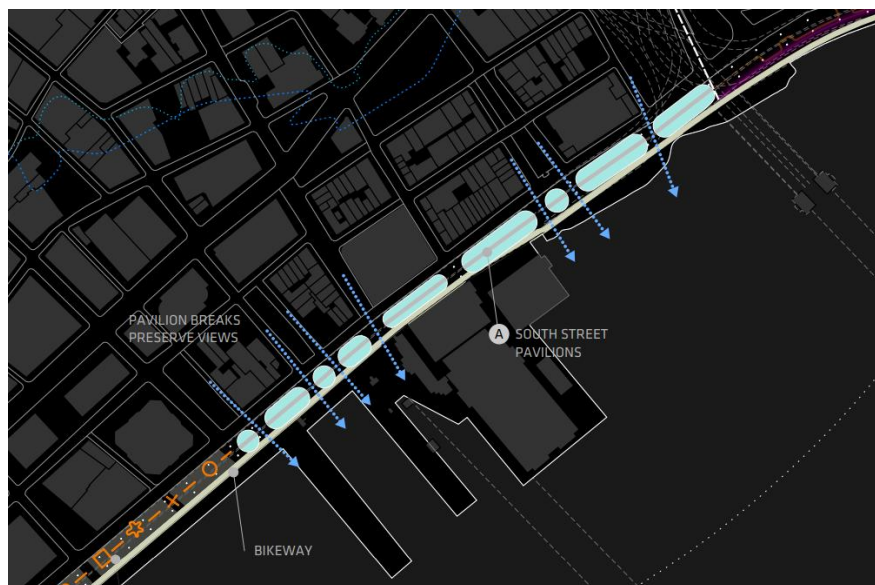 PAVILION BREAKS
PRESERVE VIEWS
A
SOUTH STREET
PAVILIONS
BIKEWAY